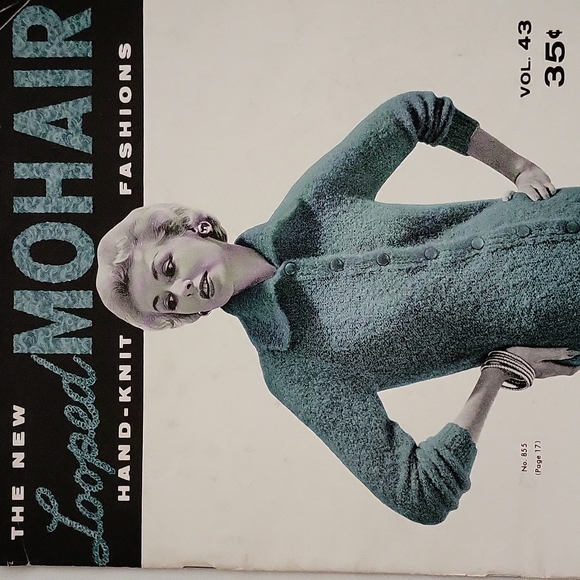 THE NEW
Looped MOHAIR
HAND-KNIT FASHIONS
VOL. 43
35¢
No. 855
(Page 17)